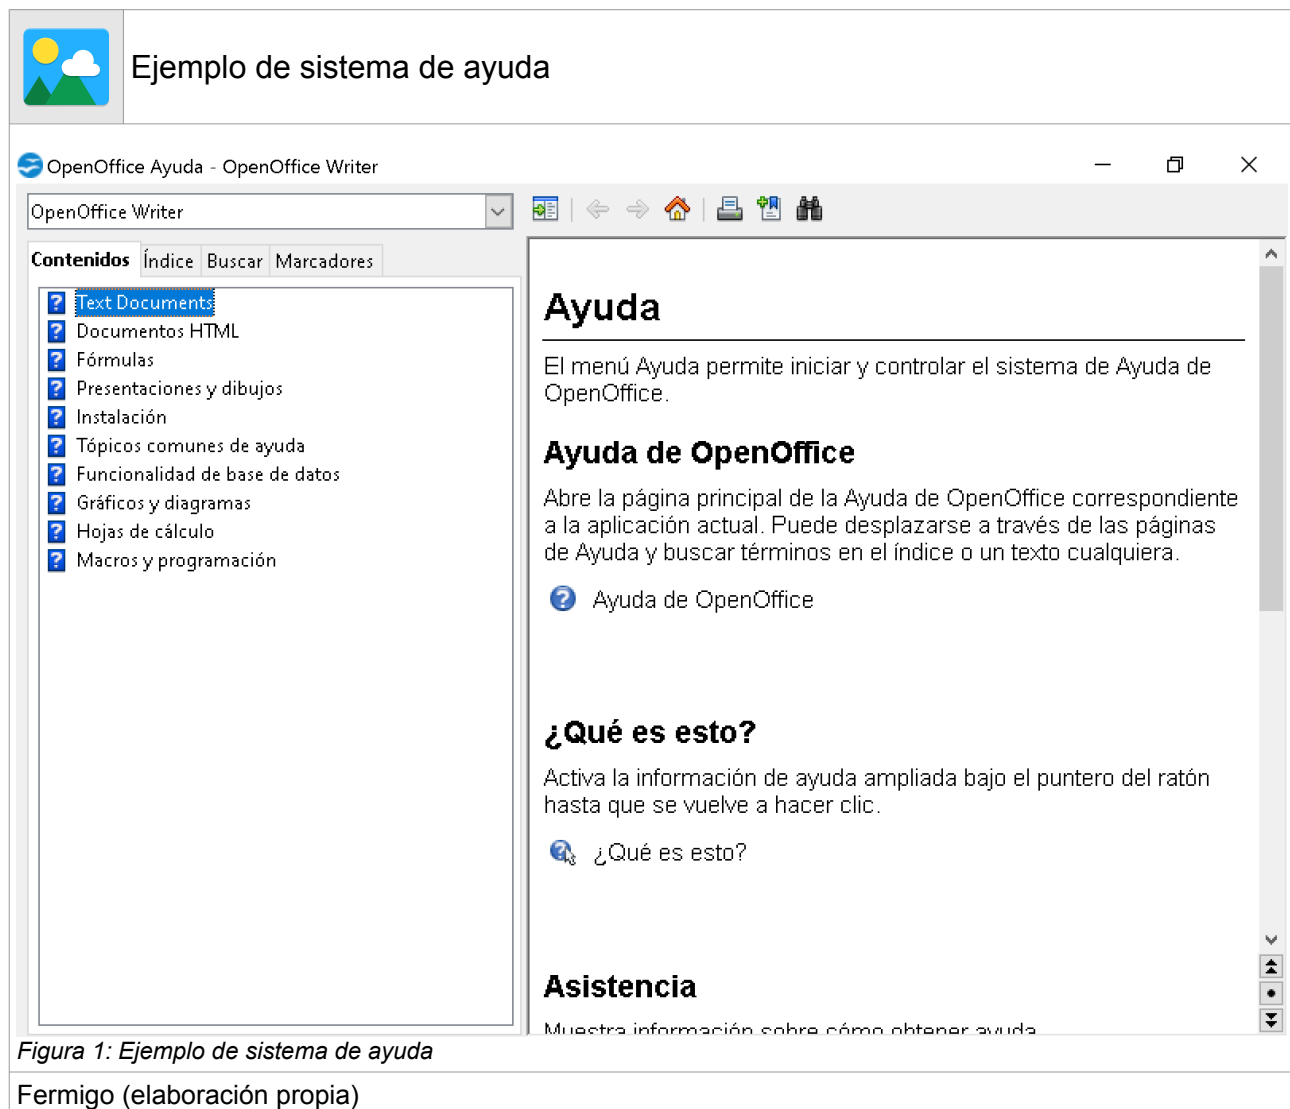 Ejemplo de sistema de ayuda
OpenOffice Ayuda - OpenOffice Writer
OpenOffice Writer
Contenidos Índice Buscar Marcadores
Text Documents
Documentos HTML
Fórmulas
Presentaciones y dibujos
Instalación
Tópicos comunes de ayuda
Funcionalidad de base de datos
Gráficos y diagramas
Hojas de cálculo
Macros y programación
Ayuda
El menú Ayuda permite iniciar y controlar el sistema de Ayuda de
OpenOffice.
Ayuda de OpenOffice
Abre la página principal de la Ayuda de OpenOffice correspondiente
a la aplicación actual. Puede desplazarse a través de las páginas
de Ayuda y buscar términos en el índice o un texto cualquiera.
Ayuda de OpenOffice
¿Qué es esto?
Activa la información de ayuda ampliada bajo el puntero del ratón
hasta que se vuelve a hacer clic.
¿Qué es esto?
Asistencia
Muestra información sobre cómo obtener ayuda.
Figura 1: Ejemplo de sistema de ayuda
Fermigo (elaboración propia)